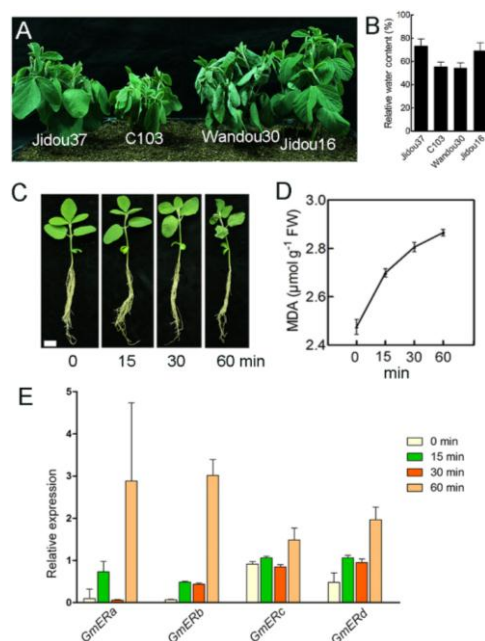 A
Jidou37
C103
Wandou30
Jidou16
B
Relative water content (%)
100
80
60
40
20
0
Jidou37
C103
Wandou30
Jidou16
C
0
15
30
60 min
D
MDA (µmol g⁻¹ FW)
3.0
2.8
2.6
2.4
0
15
30
60
min
E
Relative expression
5
4
3
2
1
0
0 min
15 min
30 min
60 min
GmERa
GmERb
GmERc
GmERd